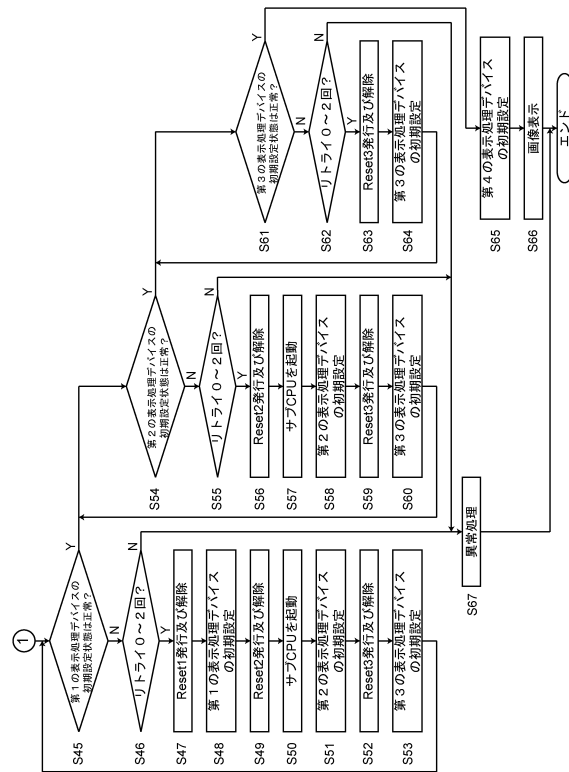 1
第1の表示処理デバイスの
初期設定状態は正常?
Y
N
S45
リトライ0～2回?
N
Y
S46
Reset1発行及び解除
S47
第1の表示処理デバイス
の初期設定
S48
Reset2発行及び解除
S49
サブCPUを起動
S50
第2の表示処理デバイス
の初期設定
S51
Reset3発行及び解除
S52
第3の表示処理デバイス
の初期設定
S53
第2の表示処理デバイスの
初期設定状態は正常?
Y
N
S54
リトライ0～2回?
N
Y
S55
Reset2発行及び解除
S56
サブCPUを起動
S57
第2の表示処理デバイス
の初期設定
S58
Reset3発行及び解除
S59
第3の表示処理デバイス
の初期設定
S60
第3の表示処理デバイスの
初期設定状態は正常?
Y
N
S61
リトライ0～2回?
N
Y
S62
Reset3発行及び解除
S63
第3の表示処理デバイス
の初期設定
S64
第4の表示処理デバイス
の初期設定
S65
画像表示
S66
異常処理
S67
エンド